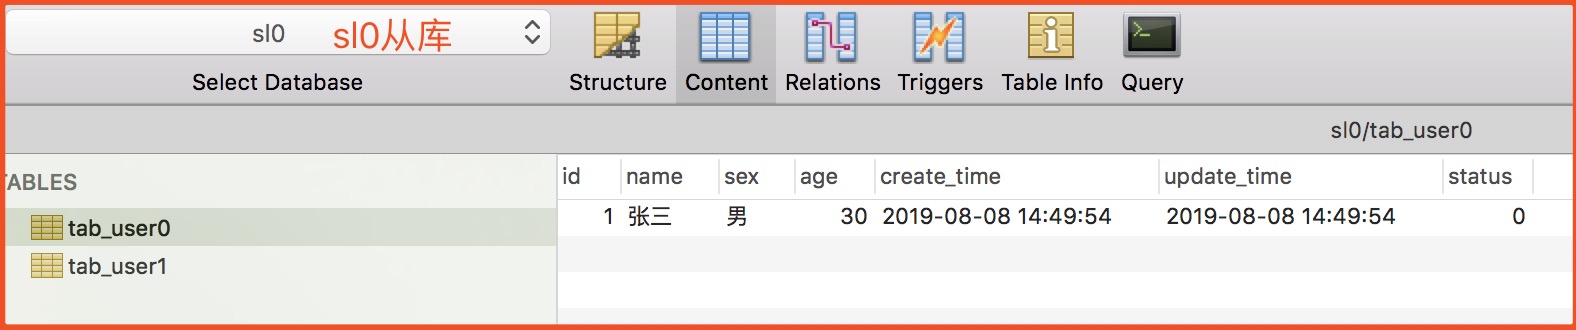 sl0 sl0从库
Select Database
Structure Content Relations Triggers Table Info Query
sl0/tab_user0
TABLES
tab_user0
tab_user1
id name sex age create_time update_time status
1 张三 男 30 2019-08-08 14:49:54 2019-08-08 14:49:54 0